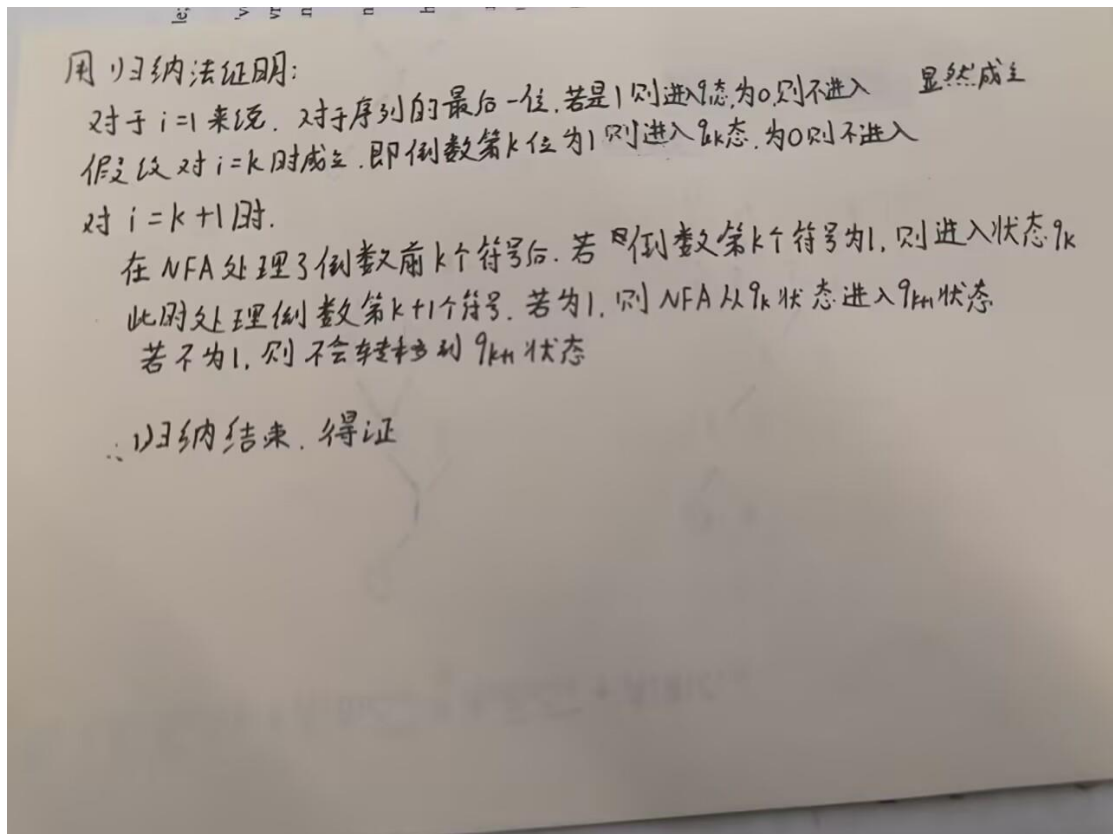 用归纳法证明:
对于i=1来说.对于序列的最后一位.若是1则进入q态,为0,则不进入 显然成立
假设对i=k时成立.即倒数第k位为1则进入qk态.为0则不进入
对i=k+1时.
在NFA处理了倒数前k个符号后.若倒数第k个符号为1.则进入状态qk
此时处理倒数第k+1个符号.若为1.则NFA从qk状态进入qk+1状态
若不为1.则不会转移到qk+1状态
∴归纳结束.得证